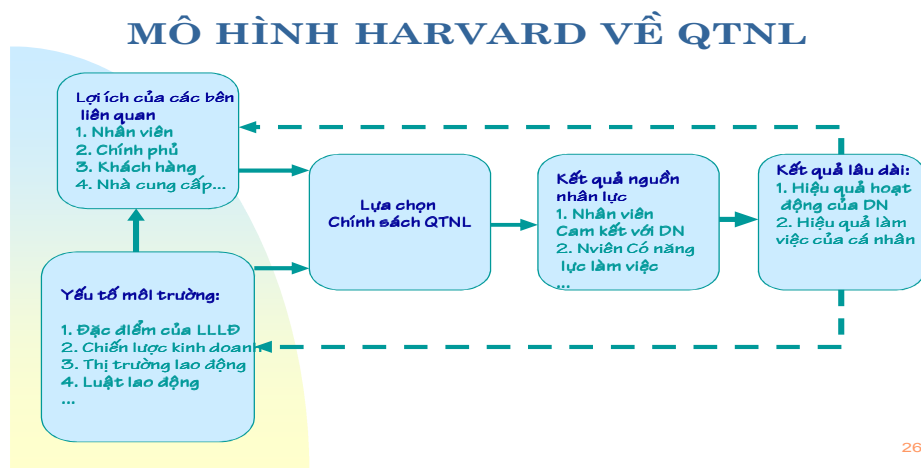 MÔ HÌNH HARVARD VỀ QTNL
Lợi ích của các bên
liên quan
1. Nhân viên
2. Chính phủ
3. Khách hàng
4. Nhà cung cấp...
Yếu tố môi trường:
1. Đặc điểm của LLLĐ
2. Chiến lược kinh doanh
3. Thị trường lao động
4. Luật lao động
...
Lựa chọn
Chính sách QTNL
Kết quả nguồn
nhân lực
1. Nhân viên
Cam kết với DN
2. Nviên Có năng
lực làm việc
...
Kết quả lâu dài:
1. Hiệu quả hoạt
động của DN
2. Hiệu quả làm
việc của cá nhân
26